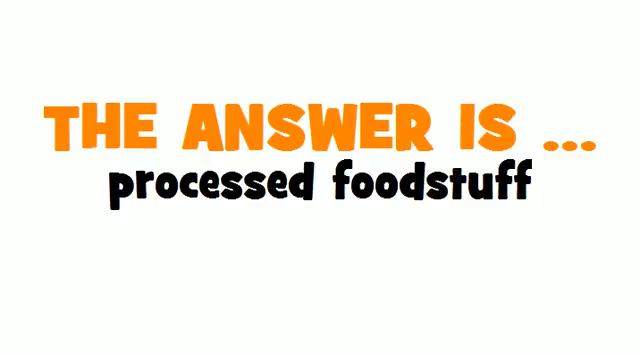 THE ANSWER IS ...
processed foodstuff